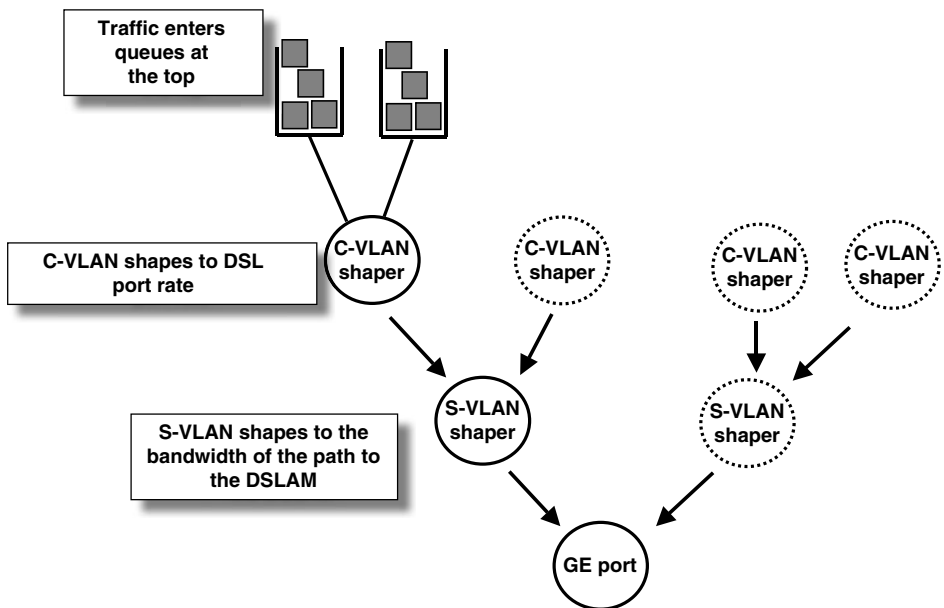 Traffic enters
queues at
the top
C-VLAN shapes to DSL
port rate
C-VLAN
shaper
C-VLAN
shaper
C-VLAN
shaper
C-VLAN
shaper
S-VLAN shapes to the
bandwidth of the path to
the DSLAM
S-VLAN
shaper
S-VLAN
shaper
GE port